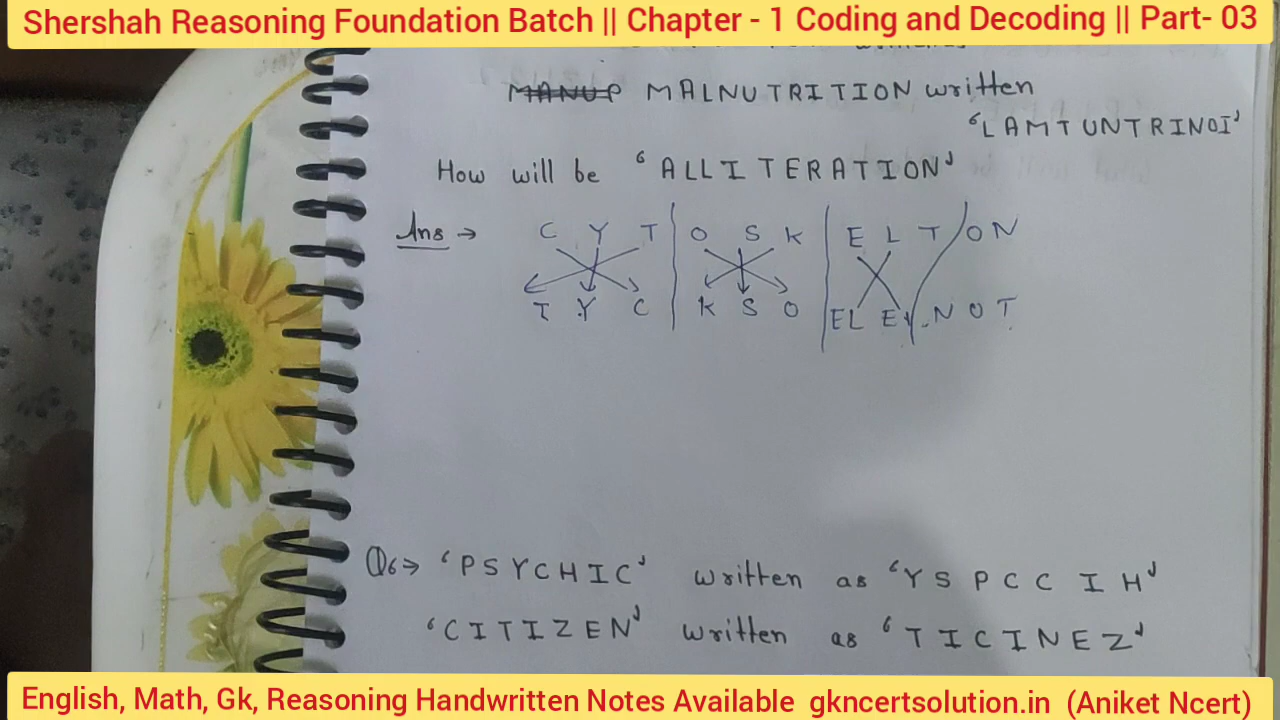 Shershah Reasoning Foundation Batch || Chapter - 1 Coding and Decoding || Part- 03
MALNUTRITION written
'LAMTUNTRINOI'
How will be 'ALLITERATION'
Ans → C Y T | O S K | E L T / O N
T Y C K S O EL E N O T
Q6→ 'PSYCHIC' written as 'YSPCCIH'
'CITIZEN' written as 'TICINEZ'
English, Math, Gk, Reasoning Handwritten Notes Available gkncertsolution.in (Aniket Ncert)